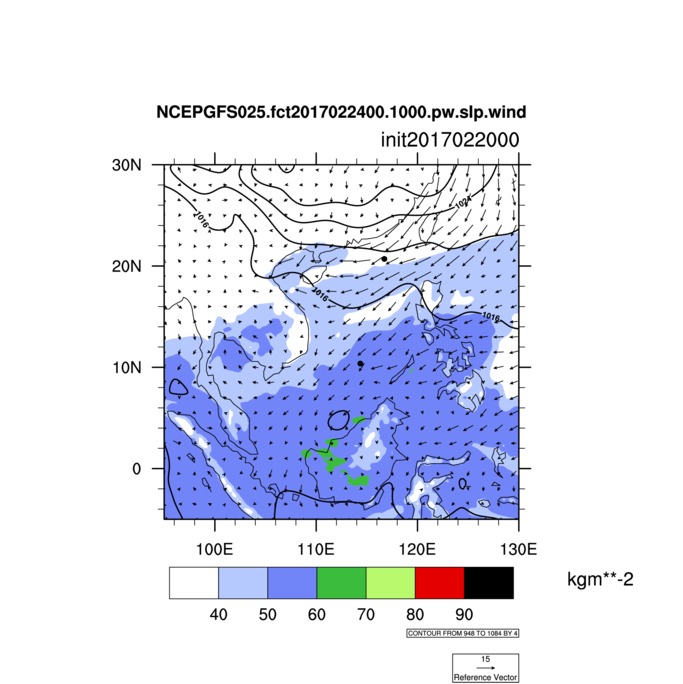 NCEPGFS025.fct2017022400.1000.pw.slp.wind
init2017022000
30N
20N
10N
0
1016
1024
1016
1016
100E
110E
120E
130E
40
50
60
70
80
90
kgm**-2
CONTOUR FROM 948 TO 1084 BY 4
15
Reference Vector